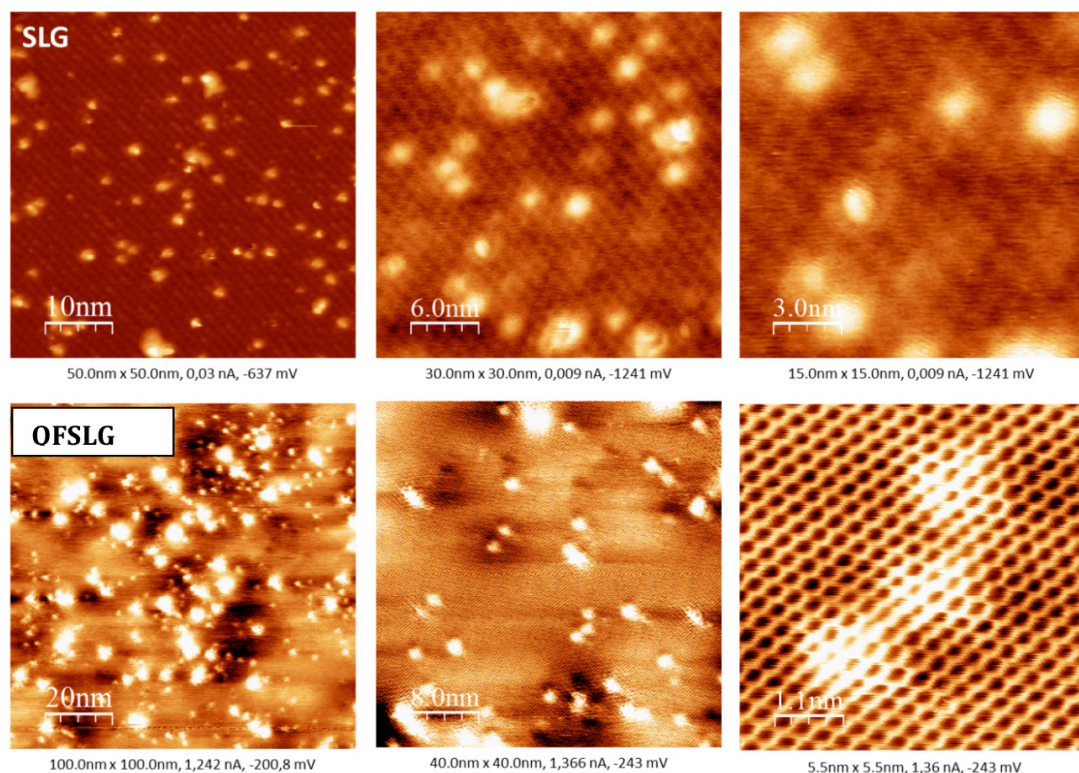 SLG
10nm
6.0nm
3.0nm
50.0nm x 50.0nm, 0,03 nA, -637 mV
30.0nm x 30.0nm, 0,009 nA, -1241 mV
15.0nm x 15.0nm, 0,009 nA, -1241 mV
OFSLG
20nm
8.0nm
1.1nm
100.0nm x 100.0nm, 1,242 nA, -200,8 mV
40.0nm x 40.0nm, 1,366 nA, -243 mV
5.5nm x 5.5nm, 1,36 nA, -243 mV